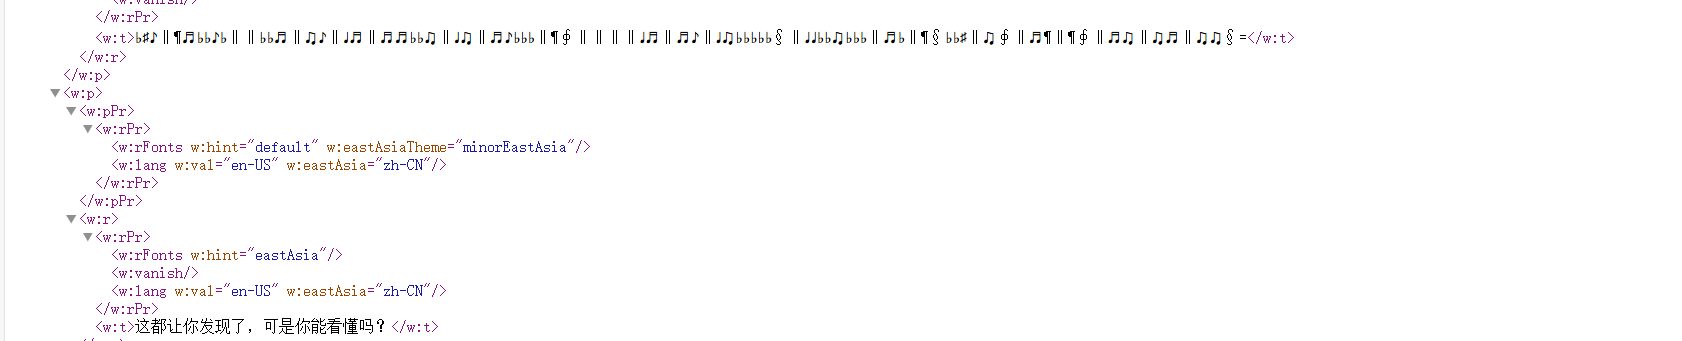 <w:vanish/>
</w:rPr>
<w:t>♭♯♪‖¶♬♭♭♪♭‖‖♭♭♬‖♫♪‖♩♬‖♬♬♭♭♫‖♩♫‖♬♪♭♭♭‖¶∮‖‖‖‖♩♬‖♬♪‖♩♫♭♭♭♭♭§‖♩♩♭♭♫♭♭♭‖♬♭‖¶§♭♭♯‖♫∮‖♬¶‖¶∮‖♬♫‖♫♬‖♫♫§=</w:t>
</w:r>
</w:p>
▼<w:p>
▼<w:pPr>
▼<w:rPr>
<w:rFonts w:hint="default" w:eastAsiaTheme="minorEastAsia"/>
<w:lang w:val="en-US" w:eastAsia="zh-CN"/>
</w:rPr>
</w:pPr>
▼<w:r>
▼<w:rPr>
<w:rFonts w:hint="eastAsia"/>
<w:vanish/>
<w:lang w:val="en-US" w:eastAsia="zh-CN"/>
</w:rPr>
<w:t>这都让你发现了，可是你能看懂吗？</w:t>